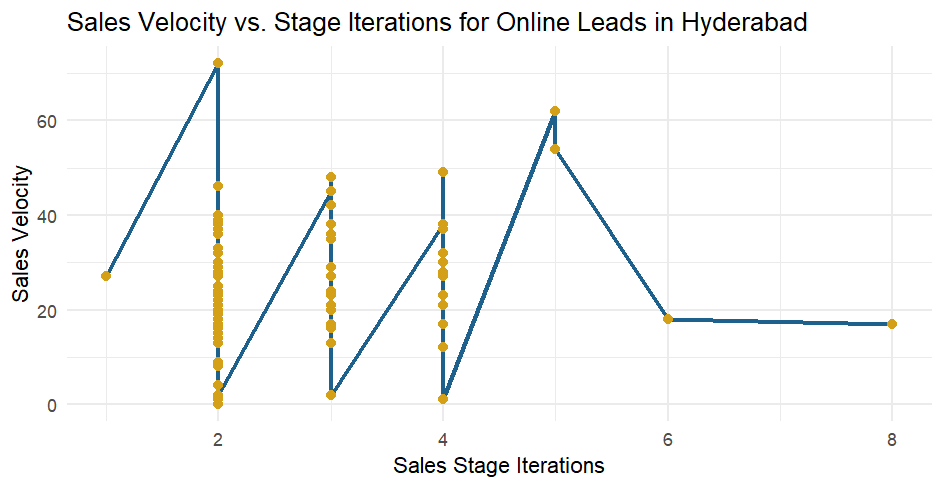 Sales Velocity vs. Stage Iterations for Online Leads in Hyderabad
Sales Velocity
60
40
20
0
2 4 6 8
Sales Stage Iterations